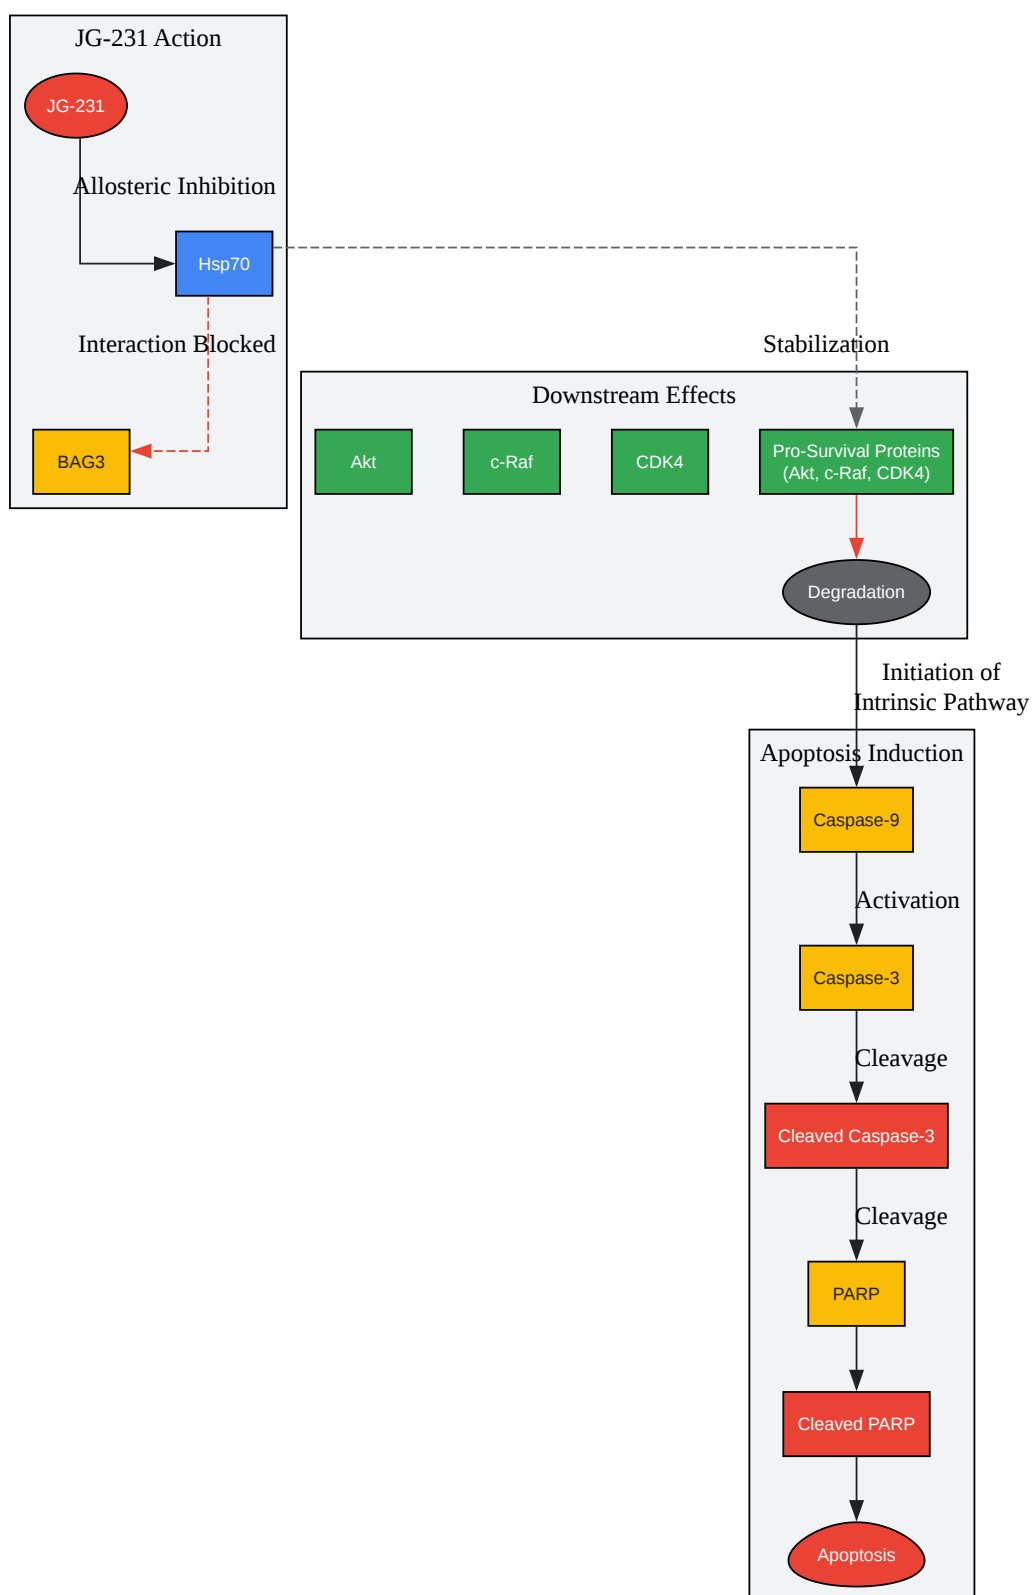 JG-231 Action
JG-231
Allosteric Inhibition
Hsp70
Interaction Blocked
BAG3
Stabilization
Downstream Effects
Akt
c-Raf
CDK4
Pro-Survival Proteins
(Akt, c-Raf, CDK4)
Degradation
Initiation of
Intrinsic Pathway
Apoptosis Induction
Caspase-9
Activation
Caspase-3
Cleavage
Cleaved Caspase-3
Cleavage
PARP
Cleaved PARP
Apoptosis